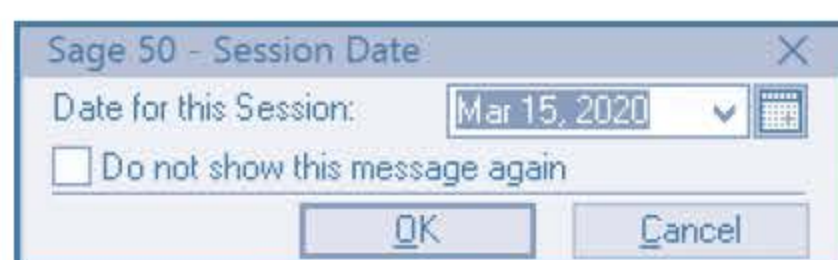 Sage 50 - Session Date
Date for this Session: Mar 15, 2020
Do not show this message again
OK Cancel